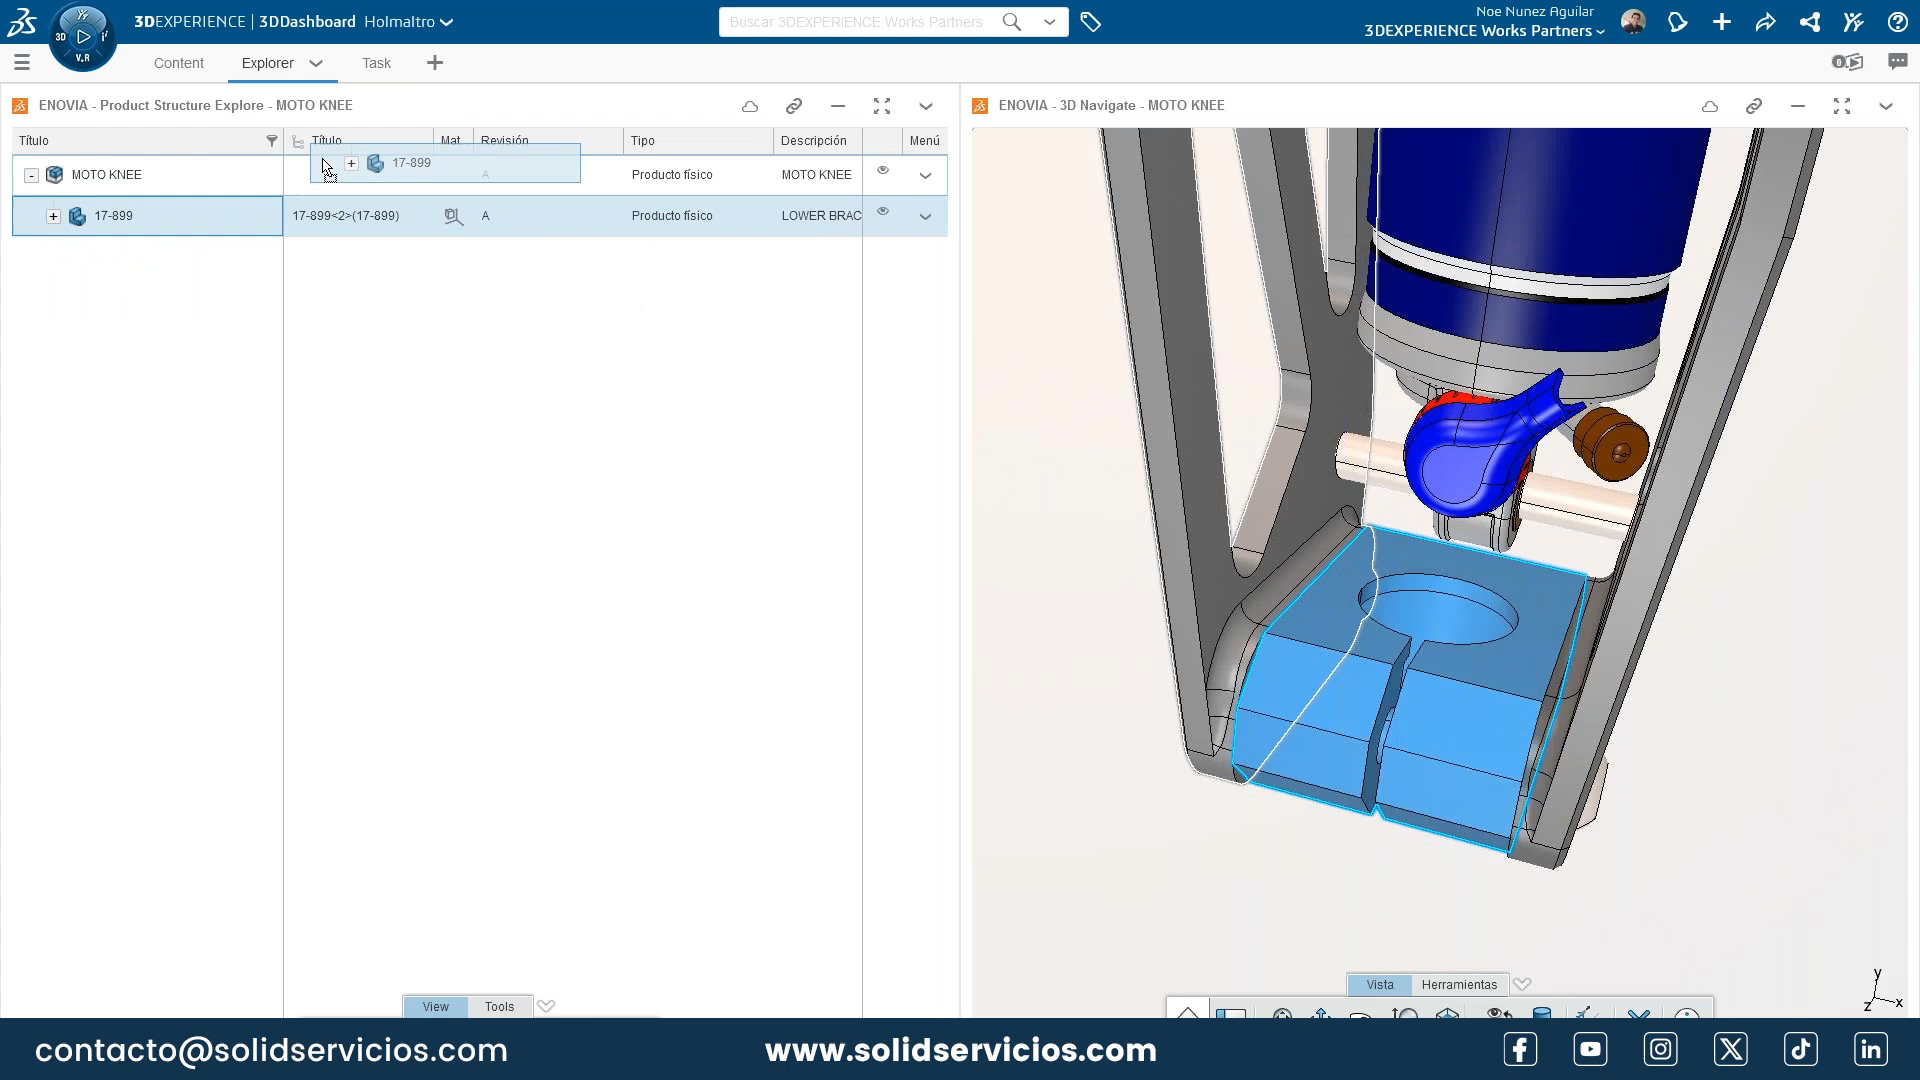 3DEXPERIENCE | 3DDashboard Holmaltro
3D
V.R
Buscar 3DEXPERIENCE Works Partners
Noe Nunez Aguilar
3DEXPERIENCE Works Partners
Content
Explorer
Task
0
ENOVIA - Product Structure Explore - MOTO KNEE
ENOVIA - 3D Navigate - MOTO KNEE
Título
Título
Mat.
Revisión
Tipo
Descripción
Menú
+ 17-899
- MOTO KNEE
A
Producto físico
MOTO KNEE
+ 17-899
17-899<2>(17-899)
A
Producto físico
LOWER BRAC
View
Tools
Vista
Herramientas
y
z
x
contacto@solidservicios.com
www.solidservicios.com